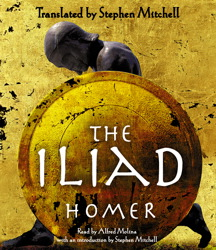 Translated by Stephen Mitchell
THE
ILIAD
HOMER
Read by Alfred Molina
with an introduction by Stephen Mitchell